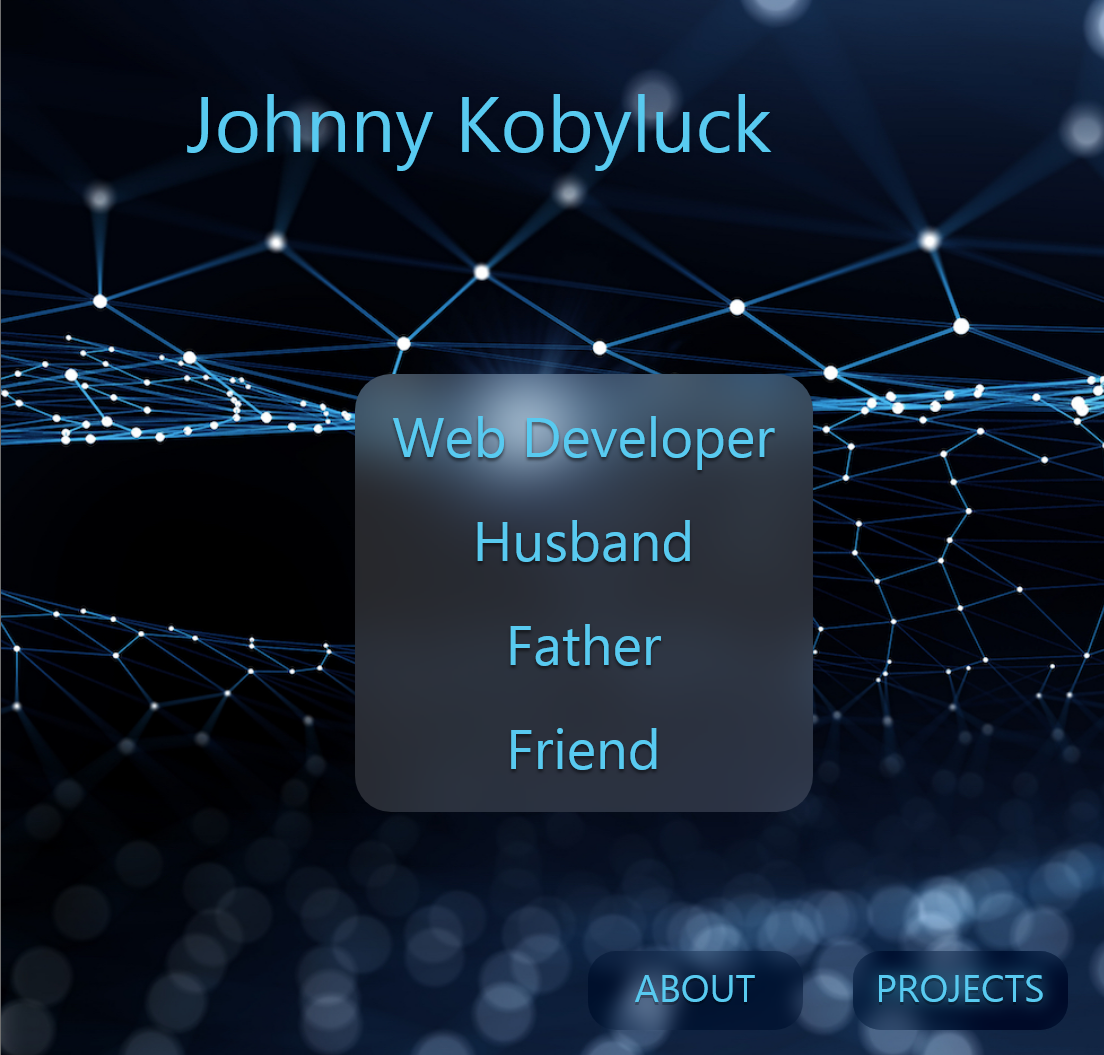 Johnny Kobyluck
Web Developer
Husband
Father
Friend
ABOUT
PROJECTS